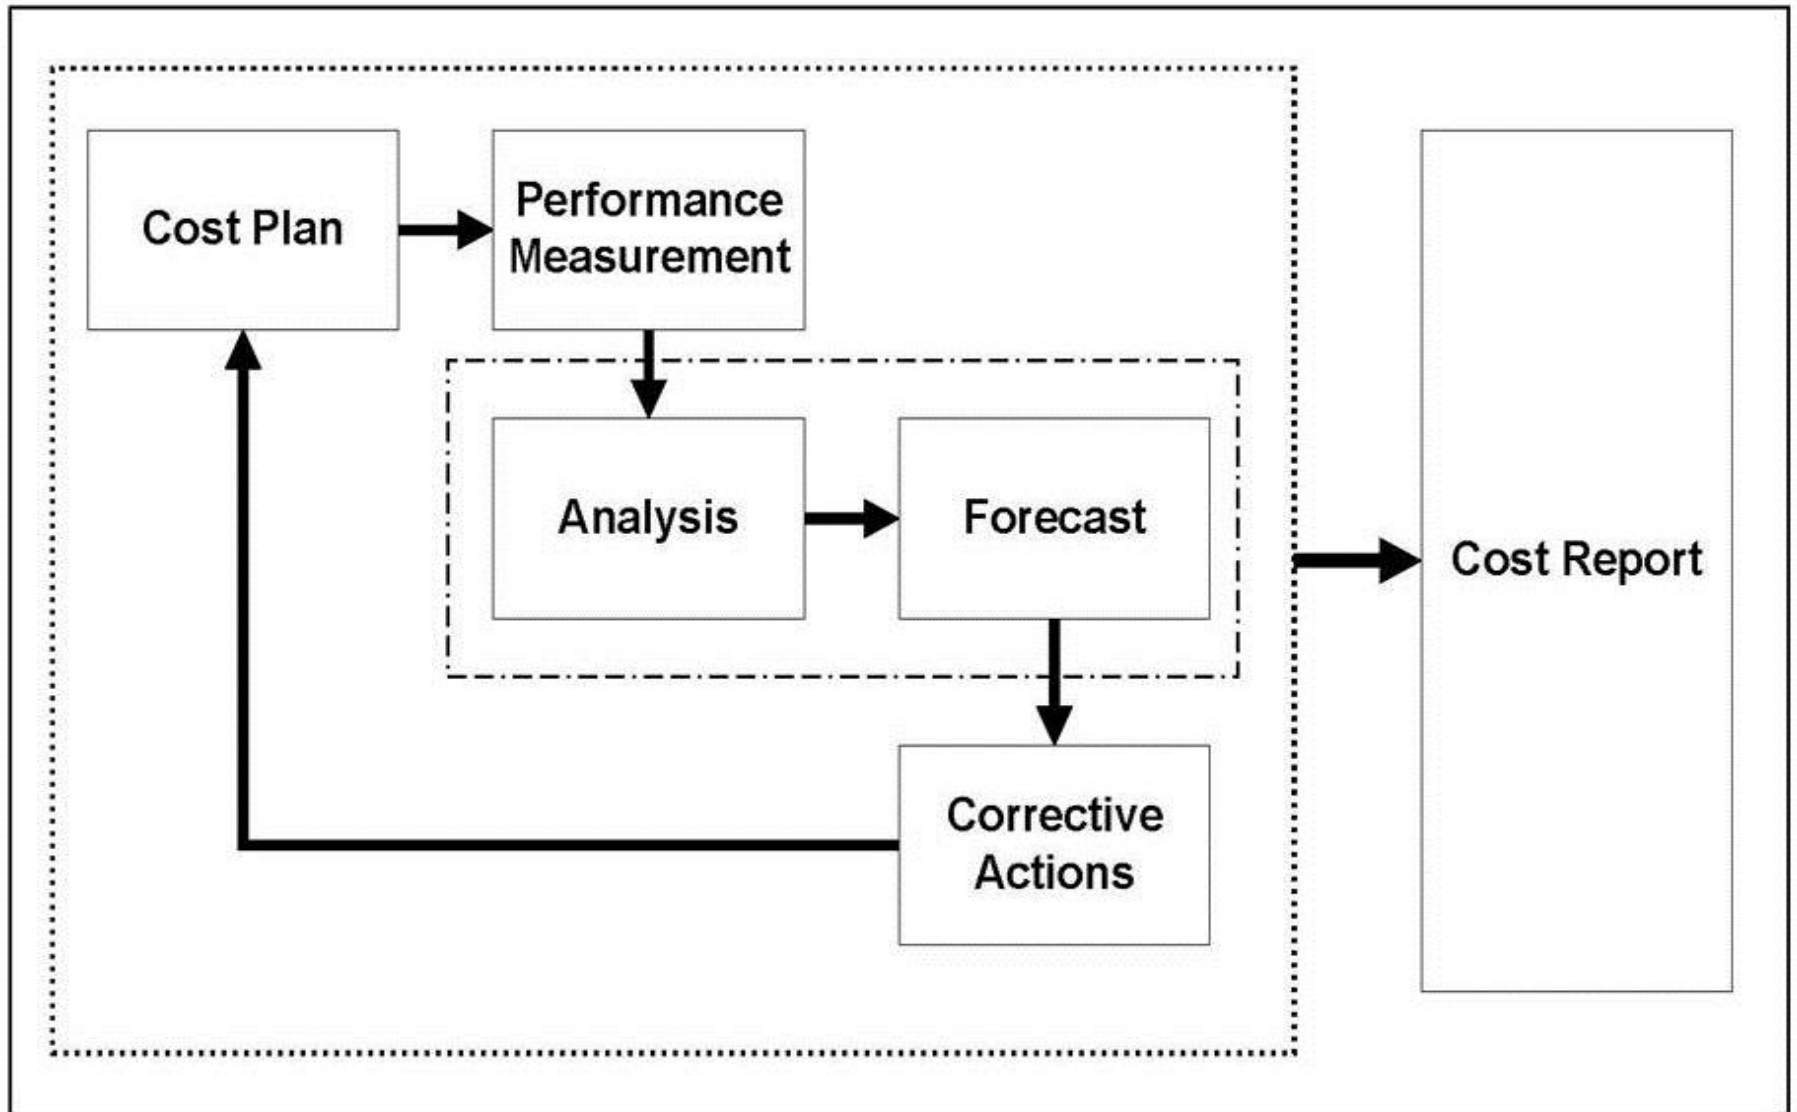 Cost Plan
Performance
Measurement
Analysis
Forecast
Cost Report
Corrective
Actions